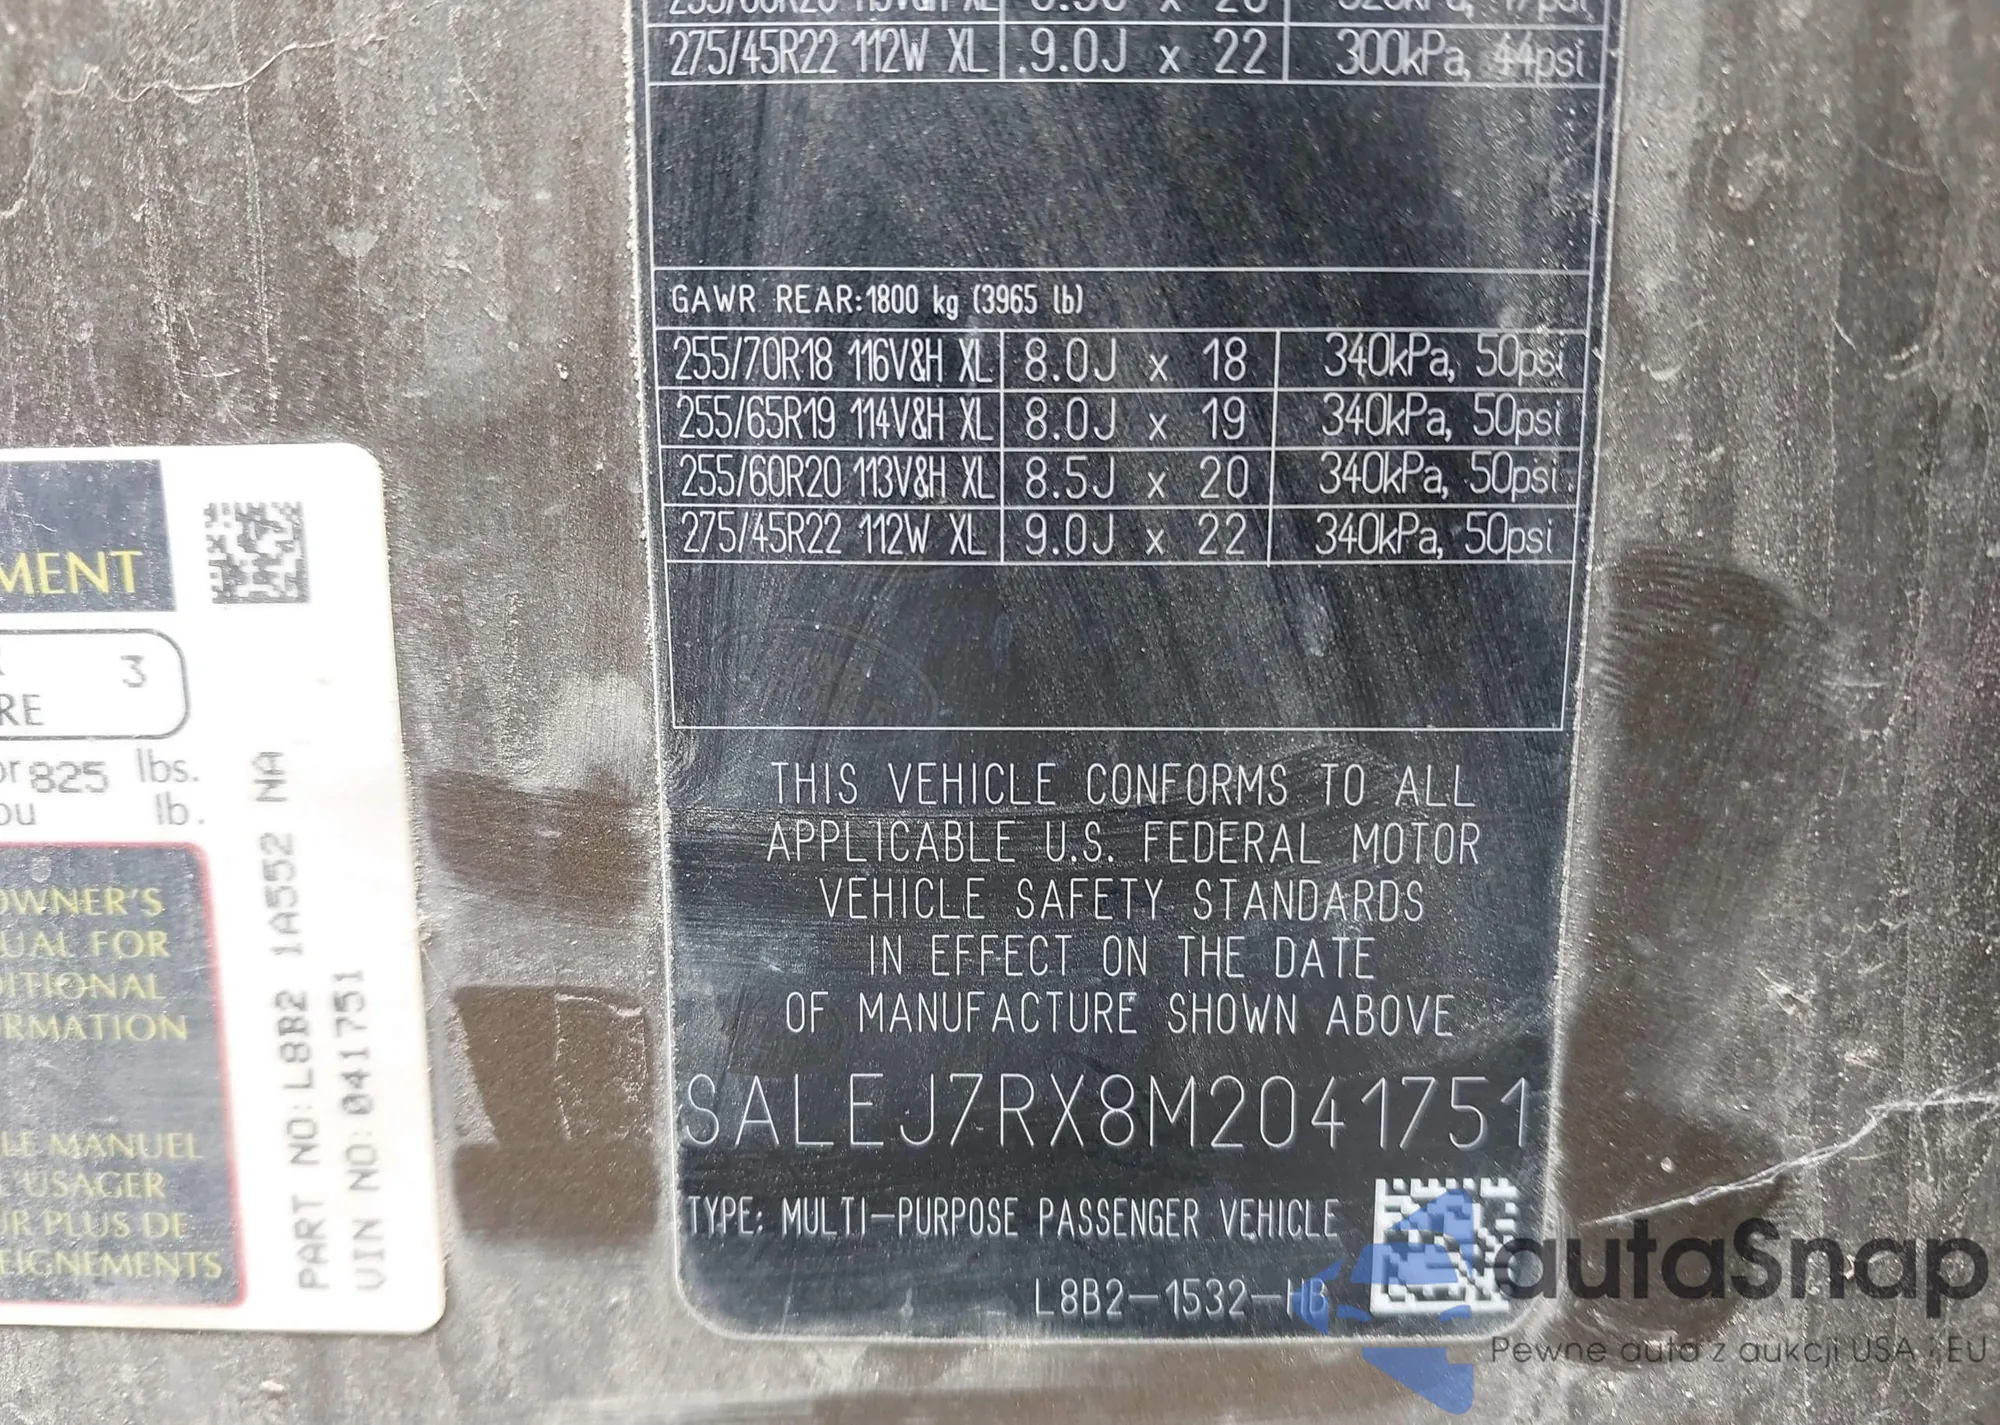 275/45R22 112W XL 9.0J x 22 300kPa, 44psi
GAWR REAR:1800 kg (3965 lb)
255/70R18 116V&H XL 8.0J x 18 340kPa, 50psi
255/65R19 114V&H XL 8.0J x 19 340kPa, 50psi
255/60R20 113V&H XL 8.5J x 20 340kPa, 50psi
275/45R22 112W XL 9.0J x 22 340kPa, 50psi
THIS VEHICLE CONFORMS TO ALL
APPLICABLE U.S. FEDERAL MOTOR
VEHICLE SAFETY STANDARDS
IN EFFECT ON THE DATE
OF MANUFACTURE SHOWN ABOVE
SALEJ7RX8M2041751
TYPE: MULTI-PURPOSE PASSENGER VEHICLE
L8B2-1532-HB
MENT
3
RE
or 825 lbs.
ou lb.
OWNER'S
UAL FOR
DITIONAL
RMATION
LE MANUEL
L'USAGER
UR PLUS DE
EIGNEMENTS
PART NO: L8B2 1A552 NA
VIN NO: 041751
autaSnap
Pewne auta z aukcji USA i EU